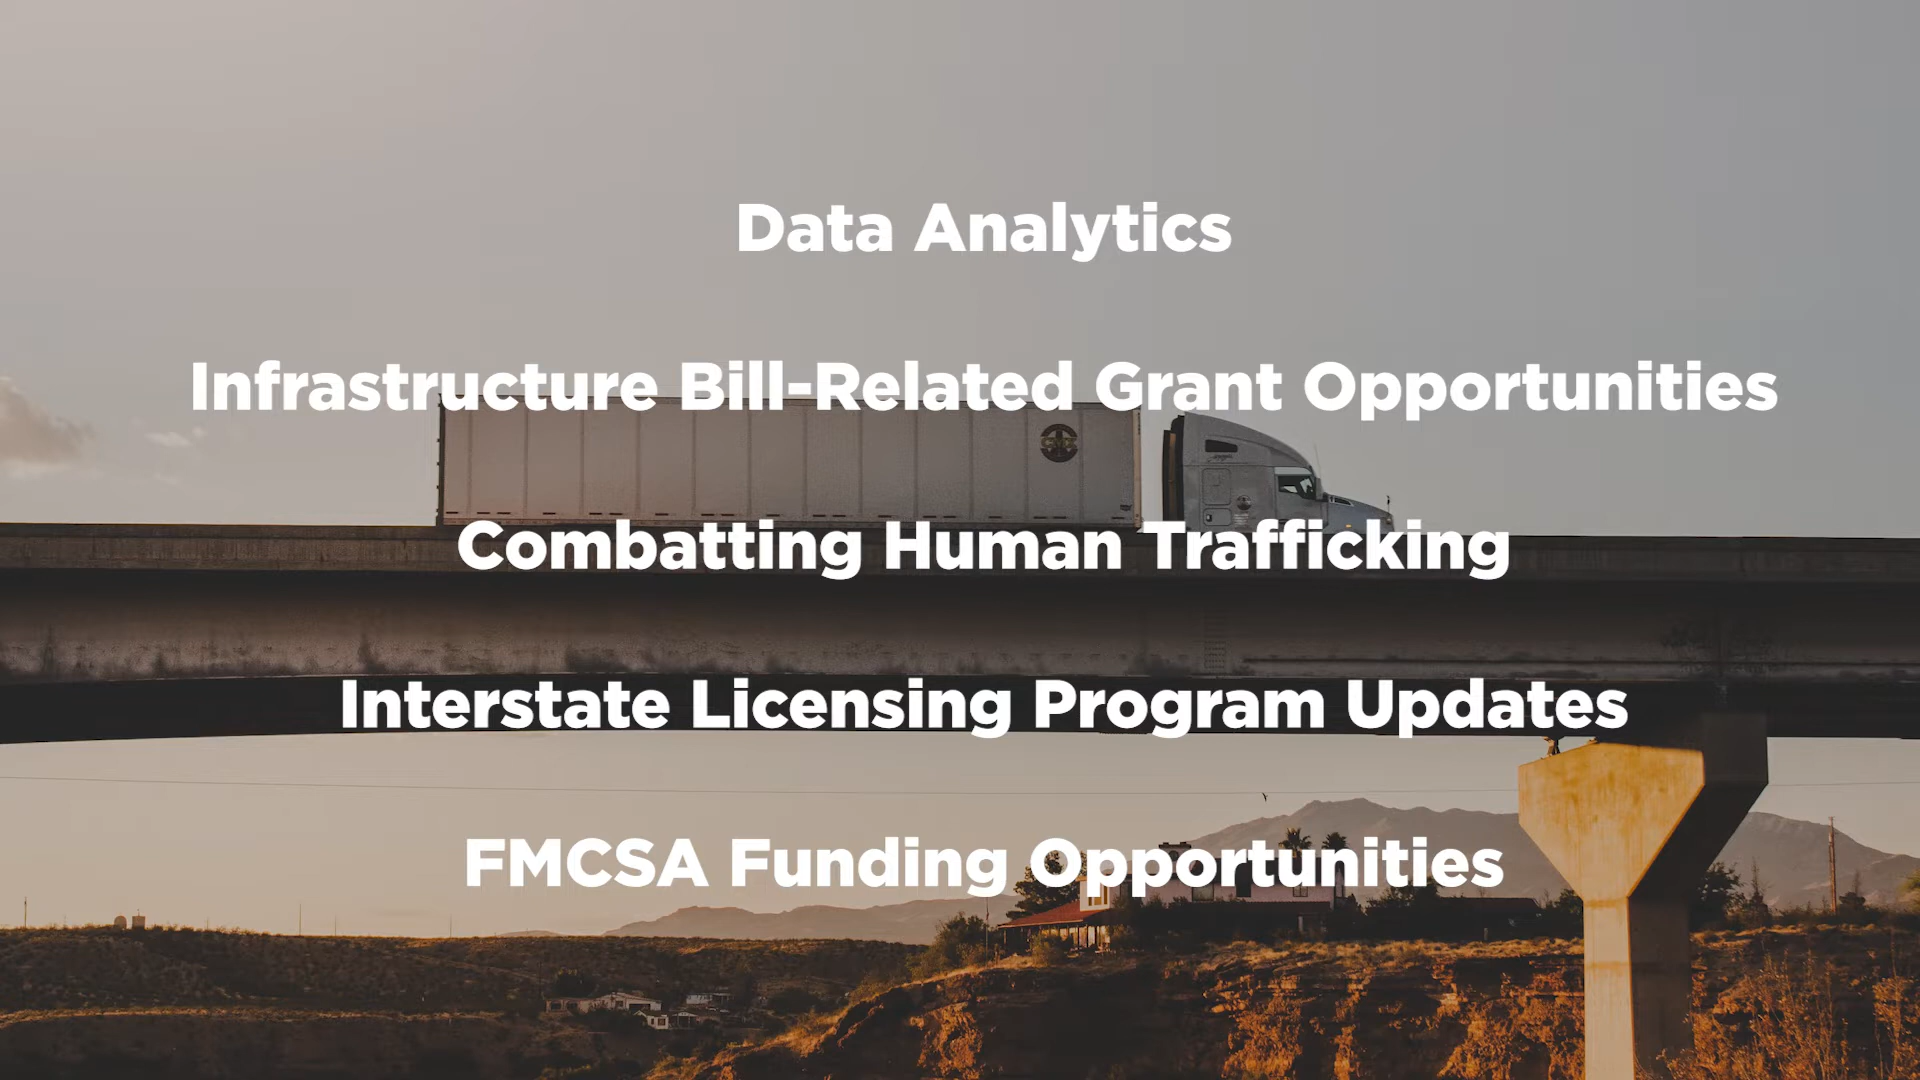 Data Analytics
Infrastructure Bill-Related Grant Opportunities
Combatting Human Trafficking
Interstate Licensing Program Updates
FMCSA Funding Opportunities